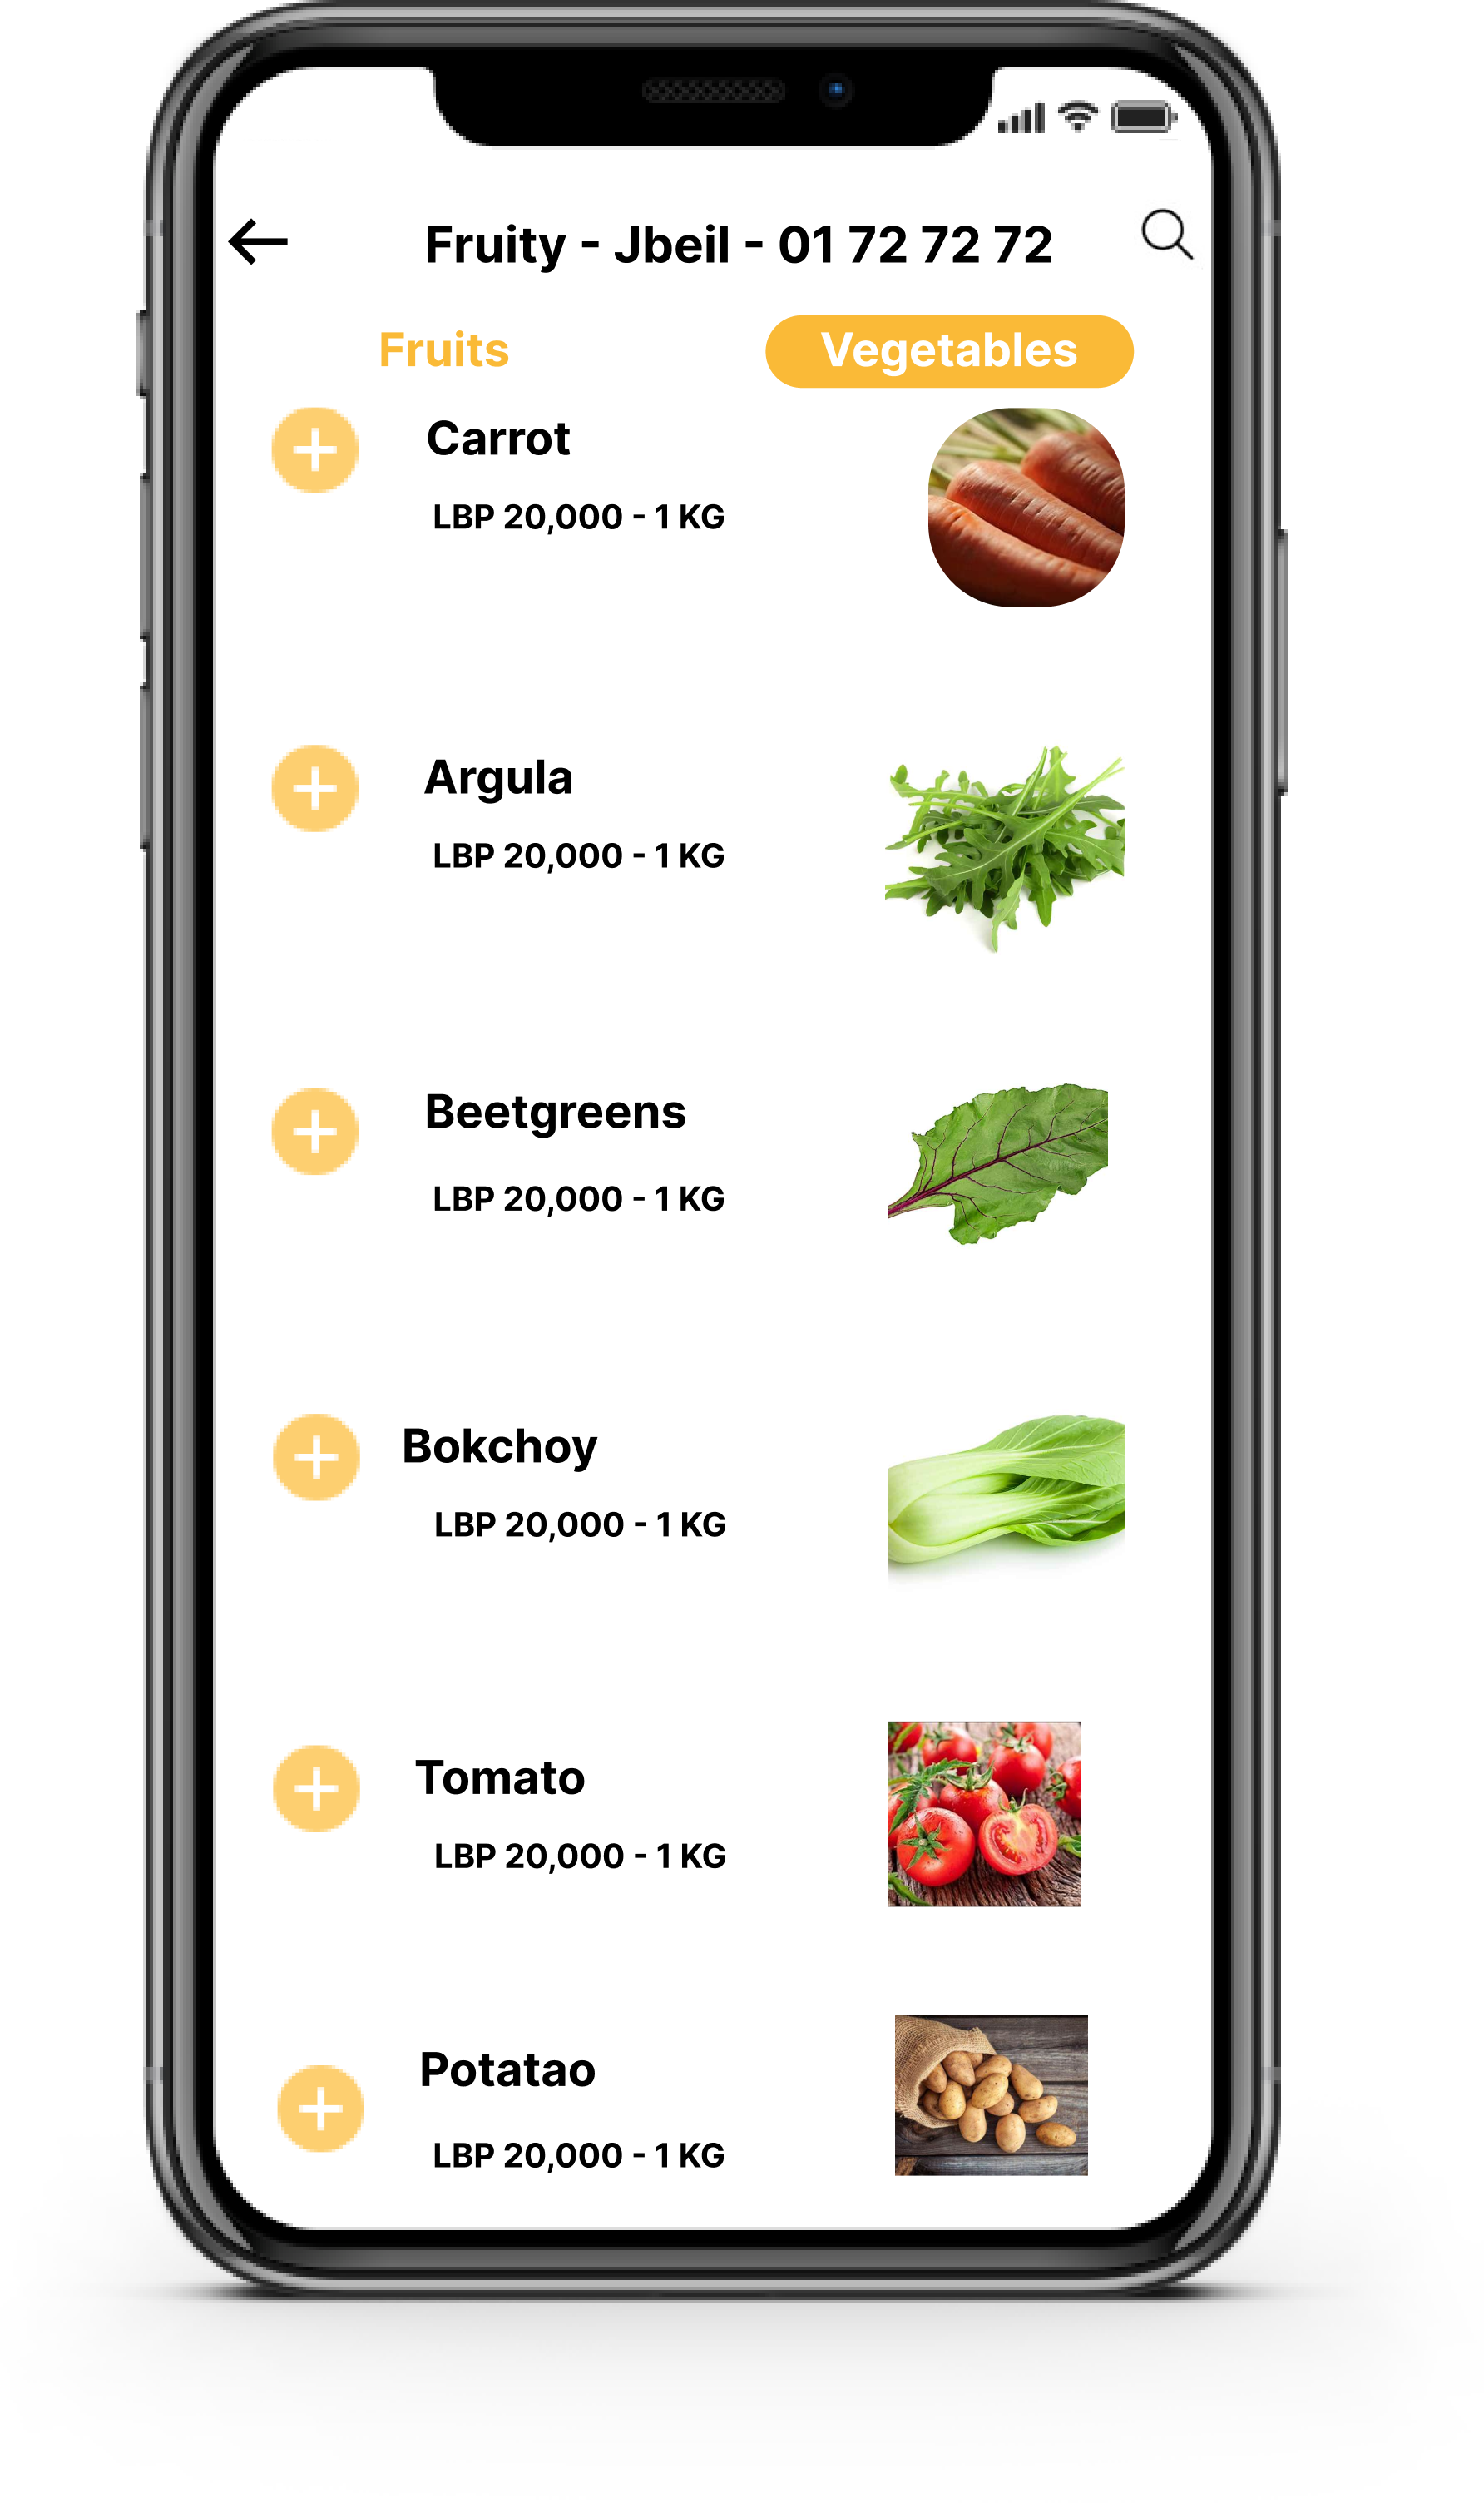 Fruity - Jbeil - 01 72 72 72
Fruits Vegetables
Carrot
LBP 20,000 - 1 KG
Argula
LBP 20,000 - 1 KG
Beetgreens
LBP 20,000 - 1 KG
Bokchoy
LBP 20,000 - 1 KG
Tomato
LBP 20,000 - 1 KG
Potatao
LBP 20,000 - 1 KG